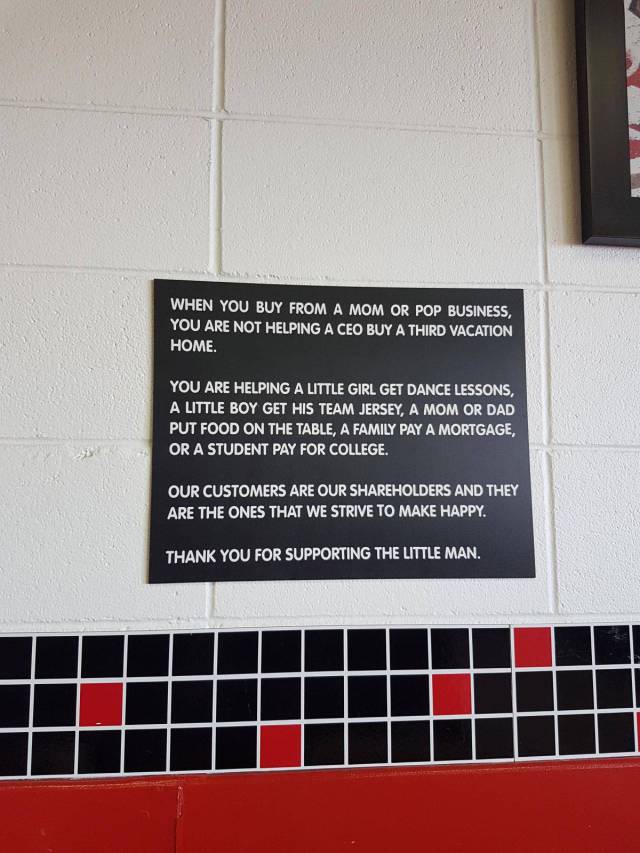 WHEN YOU BUY FROM A MOM OR POP BUSINESS,
YOU ARE NOT HELPING A CEO BUY A THIRD VACATION
HOME.
YOU ARE HELPING A LITTLE GIRL GET DANCE LESSONS,
A LITTLE BOY GET HIS TEAM JERSEY, A MOM OR DAD
PUT FOOD ON THE TABLE, A FAMILY PAY A MORTGAGE,
OR A STUDENT PAY FOR COLLEGE.
OUR CUSTOMERS ARE OUR SHAREHOLDERS AND THEY
ARE THE ONES THAT WE STRIVE TO MAKE HAPPY.
THANK YOU FOR SUPPORTING THE LITTLE MAN.